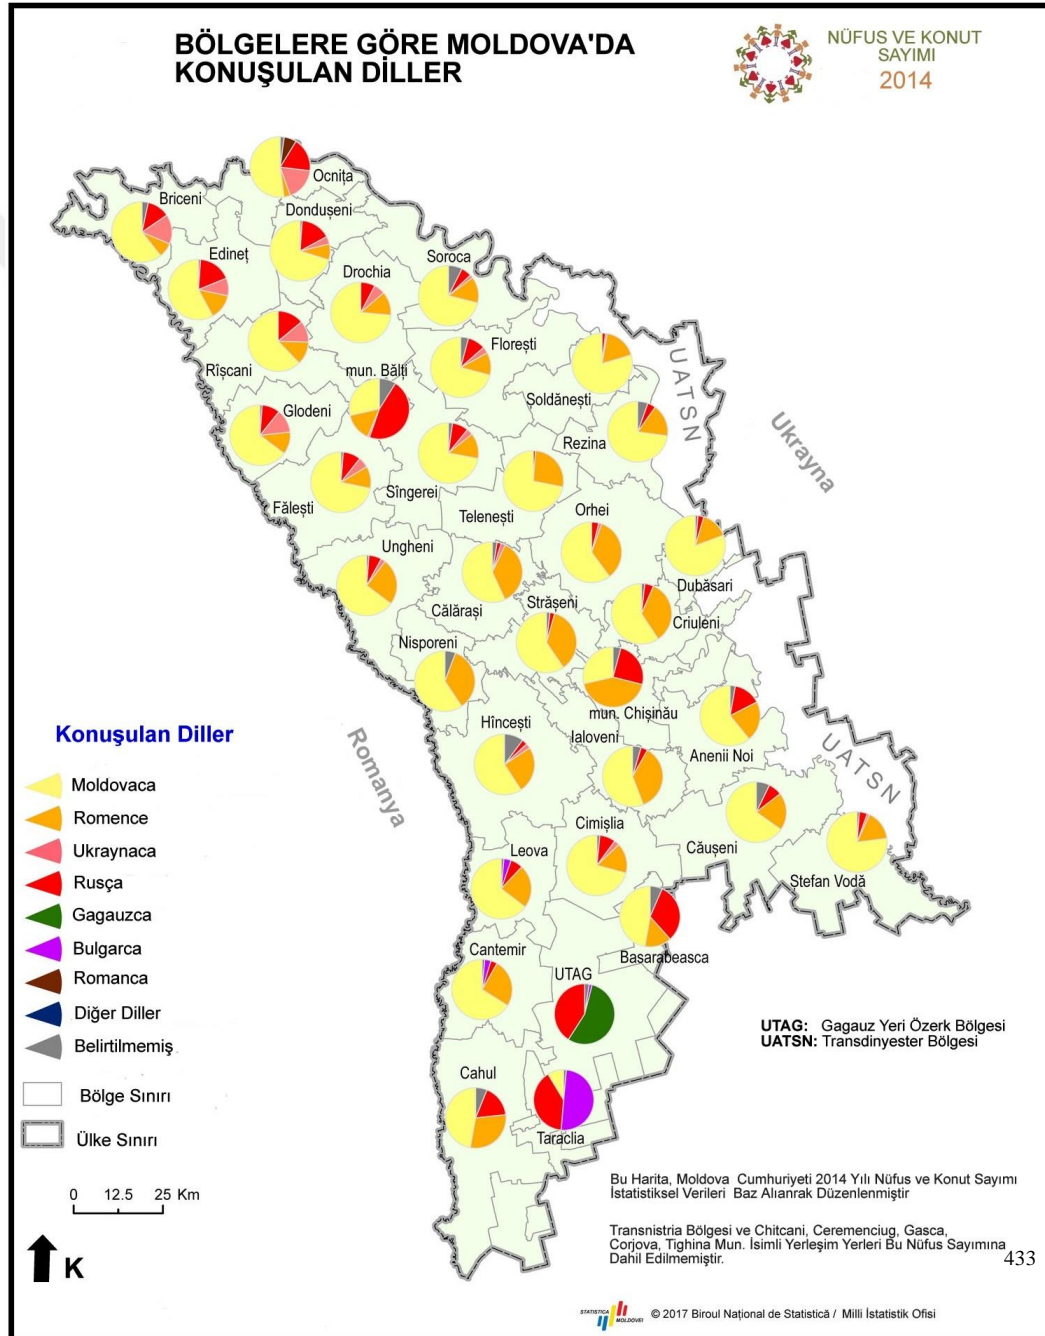 BÖLGELERE GÖRE MOLDOVA'DA
KONUŞULAN DİLLER
NÜFUS VE KONUT
SAYIMI
2014
Ocnița
Briceni
Dondușeni
Edineț
Soroca
Drochia
Florești
Rîșcani
mun. Bălți
Soldănești
UATSN
Ukrayna
Glodeni
Rezina
Sîngerei
Fălești
Telenești
Orhei
Ungheni
Dubăsari
Călărași
Strășeni
Criuleni
Nisporeni
mun. Chișinău
Hîncești
Ialoveni
Anenii Noi
UATSN
Romanya
Cimișlia
Căușeni
Leova
Ștefan Vodă
Basarabeasca
Cantemir
UTAG
Cahul
Taraclia
Konuşulan Diller
Moldovaca
Romence
Ukraynaca
Rusça
Gagauzca
Bulgarca
Romanca
Diğer Diller
Belirtilmemiş
Bölge Sınırı
Ülke Sınırı
0 12.5 25 Km
K
UTAG: Gagauz Yeri Özerk Bölgesi
UATSN: Transdinyester Bölgesi
Bu Harita, Moldova Cumhuriyeti 2014 Yılı Nüfus ve Konut Sayımı
İstatistiksel Verileri Baz Alıanrak Düzenlenmiştir
Transnistria Bölgesi ve Chitcani, Ceremenciug, Gasca,
Corjova, Tighina Mun. İsimli Yerleşim Yerleri Bu Nüfus Sayımına
Dahil Edilmemiştir.
433
STATISTICA
MOLDOVEI
© 2017 Biroul Național de Statistică / Milli İstatistik Ofisi